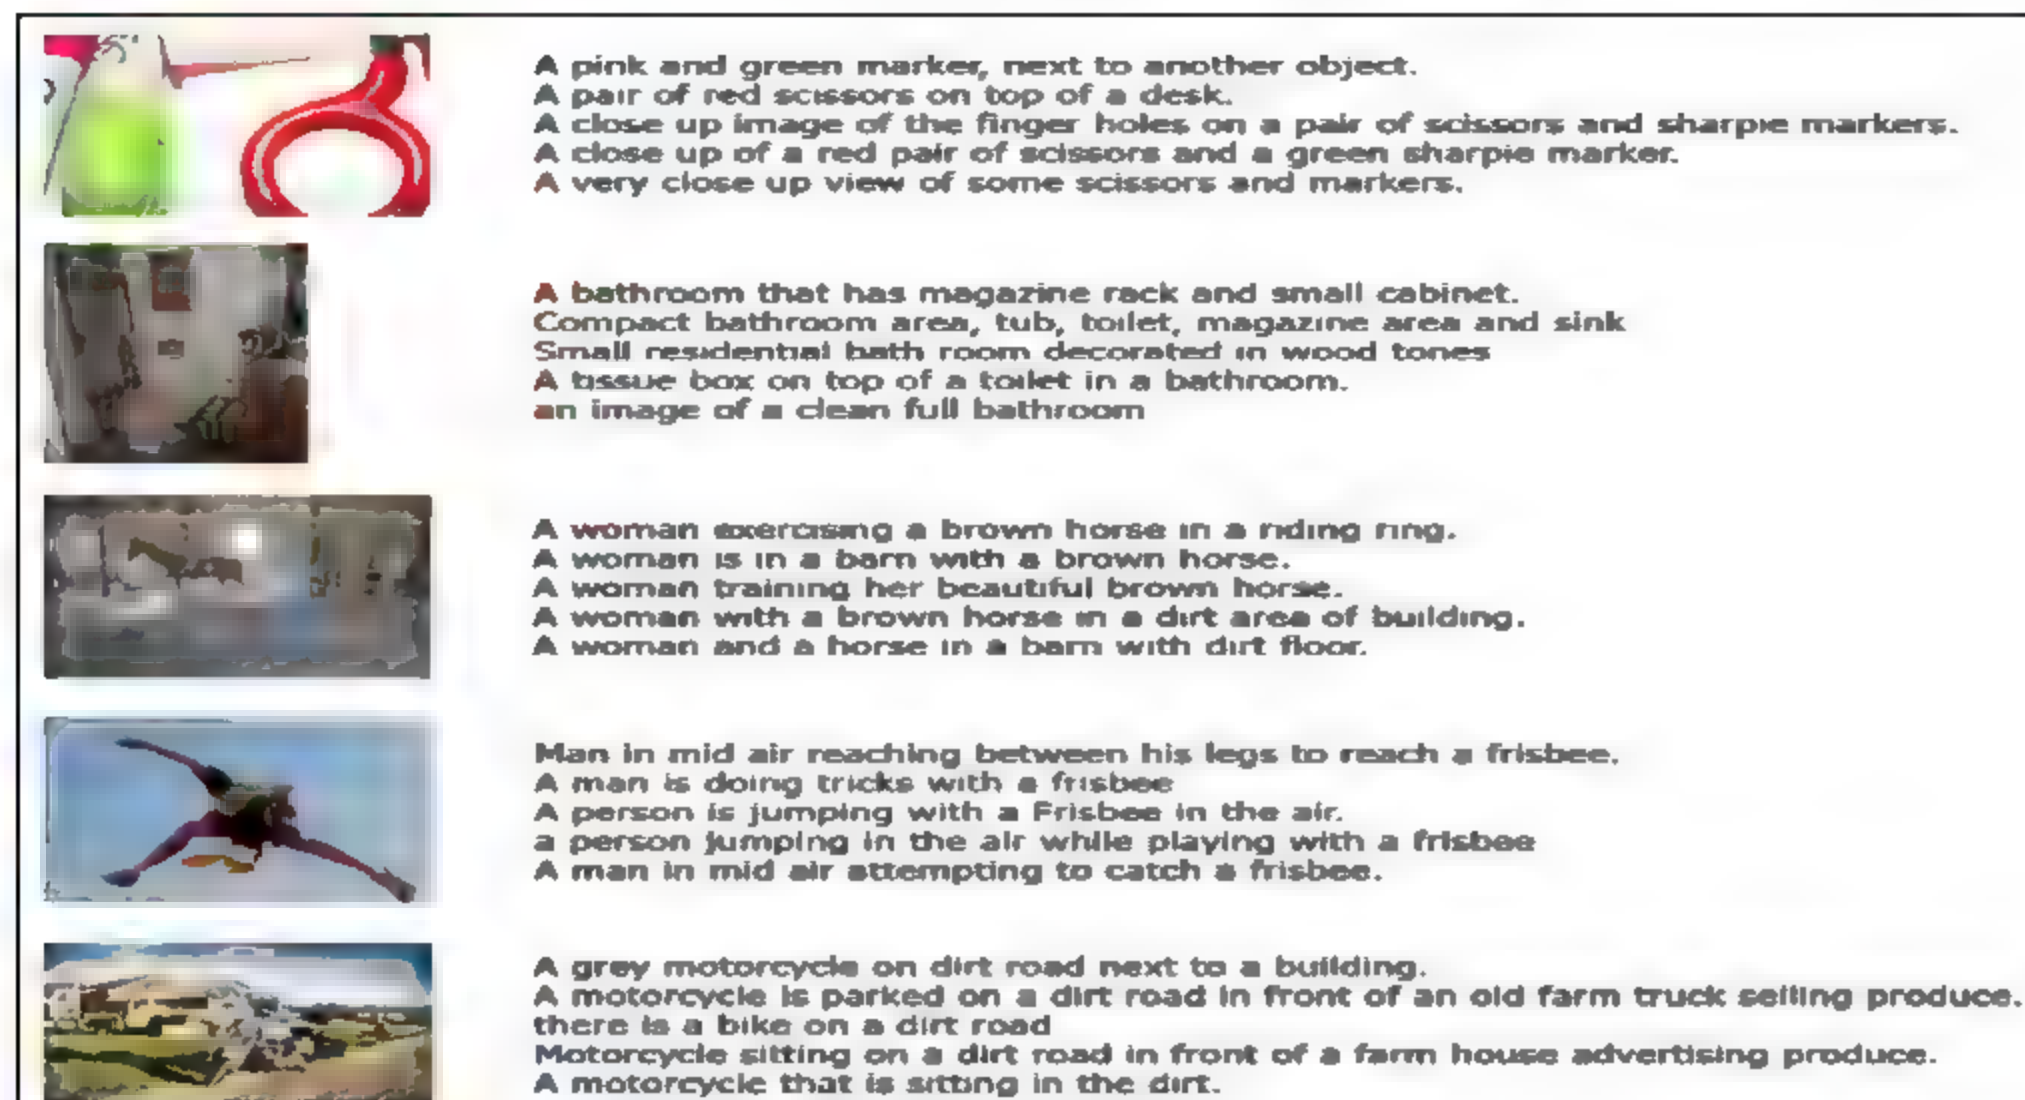 A pink and green marker, next to another object.
A pair of red scissors on top of a desk.
A close up image of the finger holes on a pair of scissors and sharpie markers.
A close up of a red pair of scissors and a green sharpie marker.
A very close up view of some scissors and markers.
A bathroom that has magazine rack and small cabinet.
Compact bathroom area, tub, toilet, magazine area and sink
Small residential bath room decorated in wood tones
A tissue box on top of a toilet in a bathroom.
an image of a clean full bathroom
A woman exercising a brown horse in a riding ring.
A woman is in a barn with a brown horse.
A woman training her beautiful brown horse.
A woman with a brown horse in a dirt area of building.
A woman and a horse in a barn with dirt floor.
Man in mid air reaching between his legs to reach a frisbee.
A man is doing tricks with a frisbee
A person is jumping with a Frisbee in the air.
a person jumping in the air while playing with a frisbee
A man in mid air attempting to catch a frisbee.
A grey motorcycle on dirt road next to a building.
A motorcycle is parked on a dirt road in front of an old farm truck selling produce.
there is a bike on a dirt road
Motorcycle sitting on a dirt road in front of a farm house advertising produce.
A motorcycle that is sitting in the dirt.